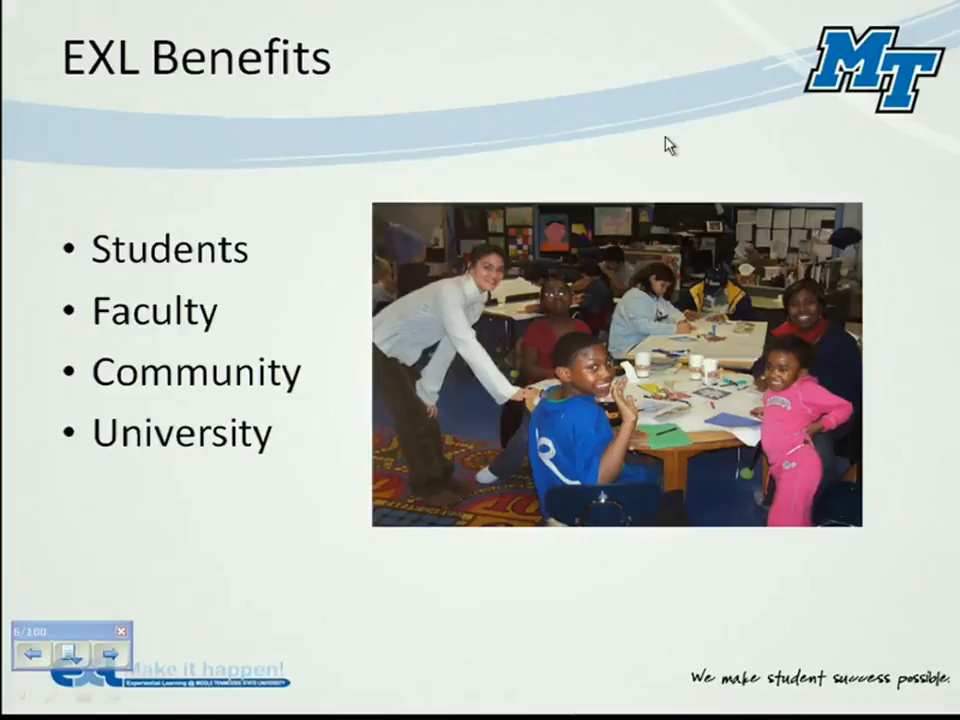 EXL Benefits
MT
• Students
• Faculty
• Community
• University
6/100
exl Make it happen!
Experiential Learning @ MIDDLE TENNESSEE STATE UNIVERSITY
We make student success possible.